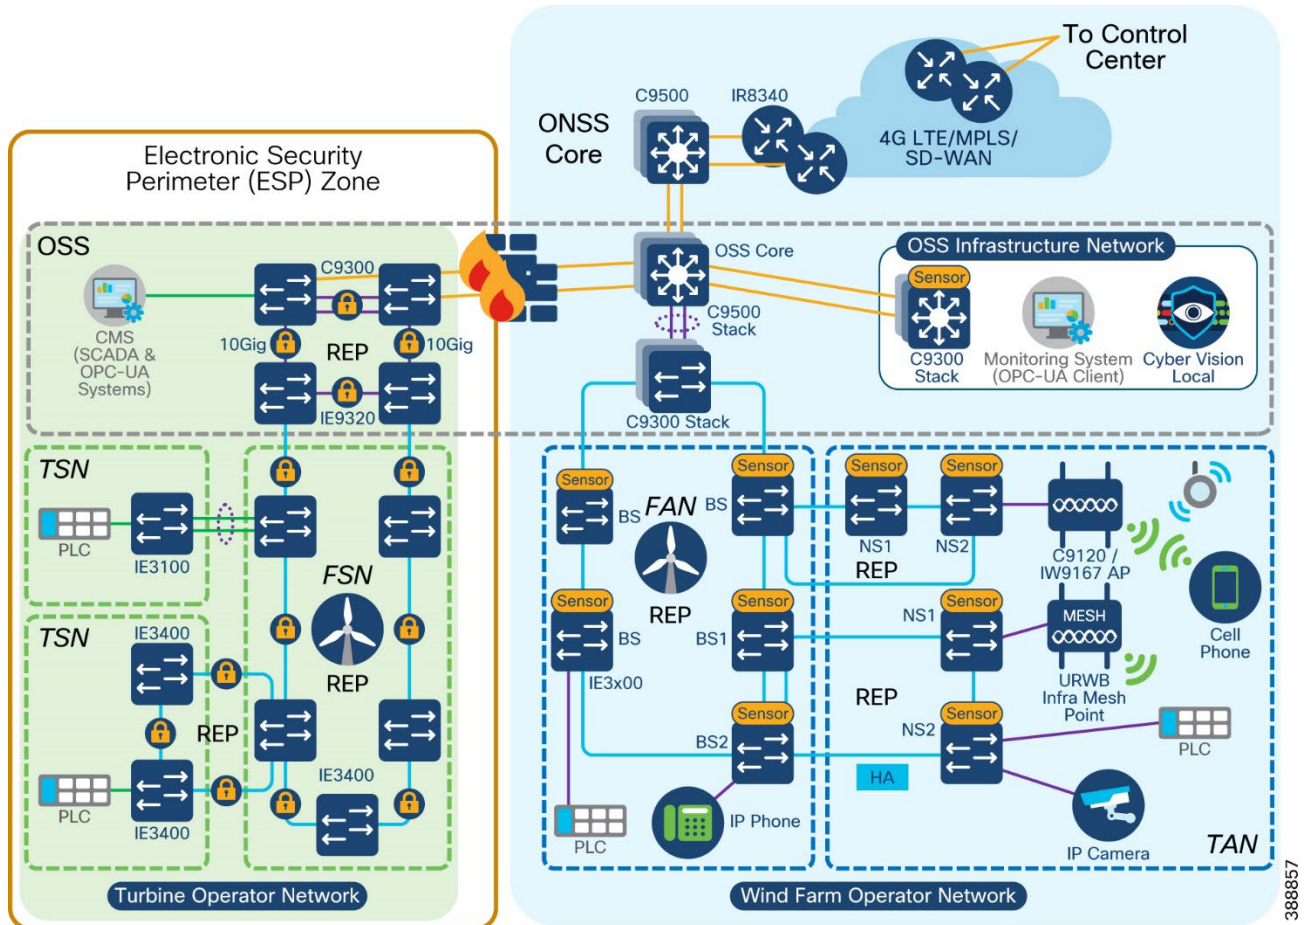 To Control
Center
C9500
IR8340
ONSS
Core
4G LTE/MPLS/
SD-WAN
Electronic Security
Perimeter (ESP) Zone
OSS
C9300
CMS
(SCADA &
OPC-UA
Systems)
10Gig
REP
10Gig
IE9320
OSS Core
C9500
Stack
C9300 Stack
OSS Infrastructure Network
Sensor
C9300
Stack
Monitoring System
(OPC-UA Client)
Cyber Vision
Local
TSN
PLC
IE3100
TSN
IE3400
REP
PLC
IE3400
FSN
REP
IE3400
Turbine Operator Network
Sensor
BS
FAN
REP
Sensor
BS
Sensor
BS
IE3x00
Sensor
BS1
Sensor
BS2
PLC
IP Phone
Sensor
NS1
Sensor
NS2
REP
C9120 /
IW9167 AP
Cell
Phone
Sensor
NS1
MESH
URWB
Infra Mesh
Point
REP
Sensor
NS2
HA
PLC
IP Camera
TAN
Wind Farm Operator Network
388857